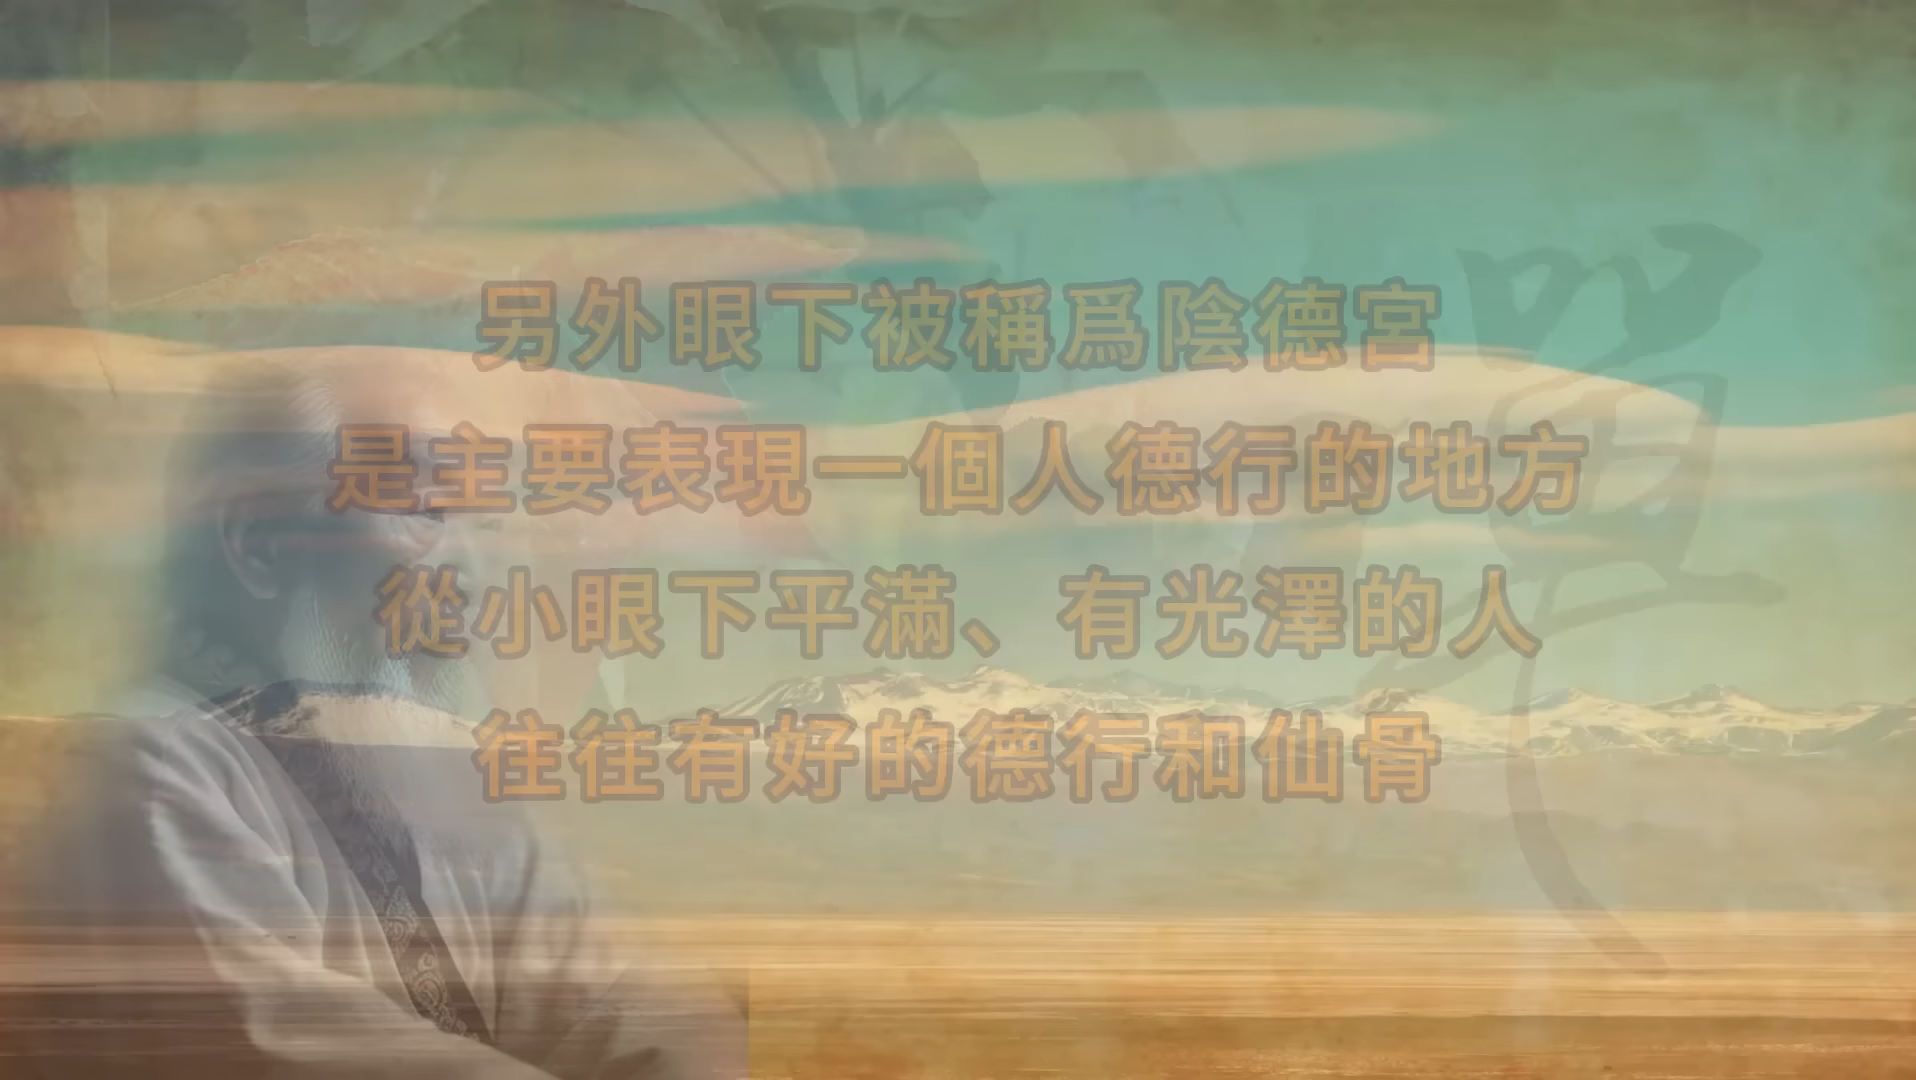 另外眼下被稱爲陰德宮
是主要表現一個人德行的地方
從小眼下平滿、有光澤的人
往往有好的德行和仙骨